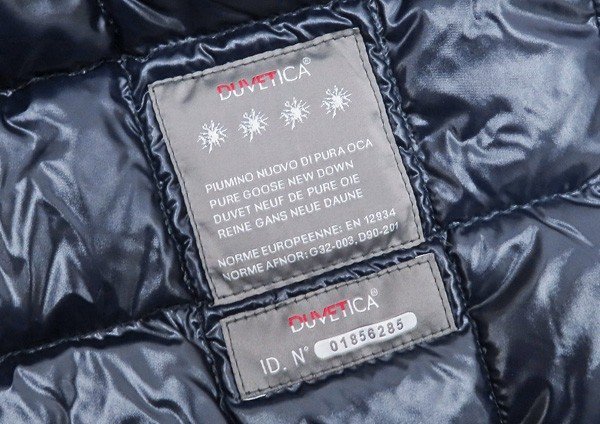 DUVETICA®
PIUMINO NUOVO DI PURA OCA
PURE GOOSE NEW DOWN
DUVET NEUF DE PURE OIE
REINE GANS NEUE DAUNE
NORME EUROPEENNE: EN 12934
NORME AFNOR: G32-003, D90-201
DUVETICA®
ID. N° 01856285